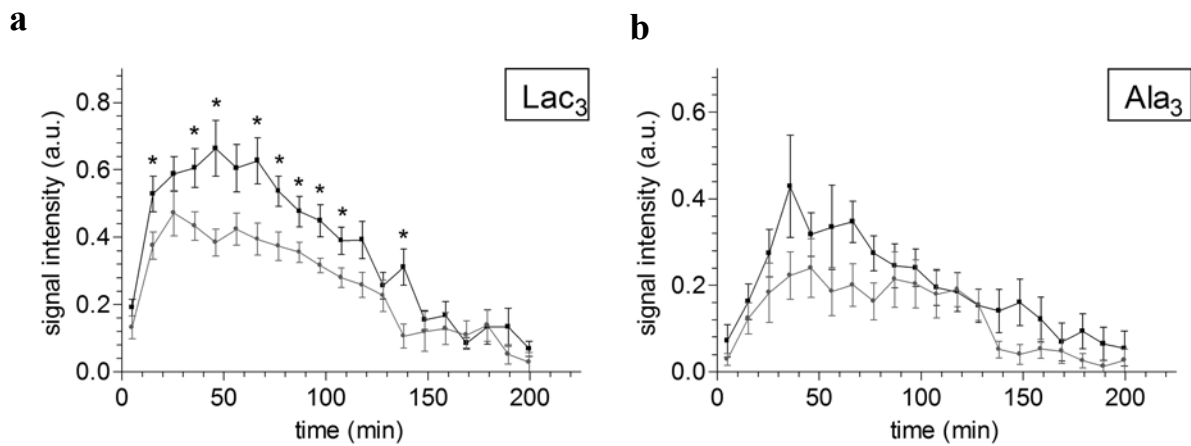 a
Lac₃
signal intensity (a.u.)
0.8
0.6
0.4
0.2
0.0
* * * * * * * * * *
0 50 100 150 200
time (min)
b
Ala₃
signal intensity (a.u.)
0.6
0.4
0.2
0.0
0 50 100 150 200
time (min)